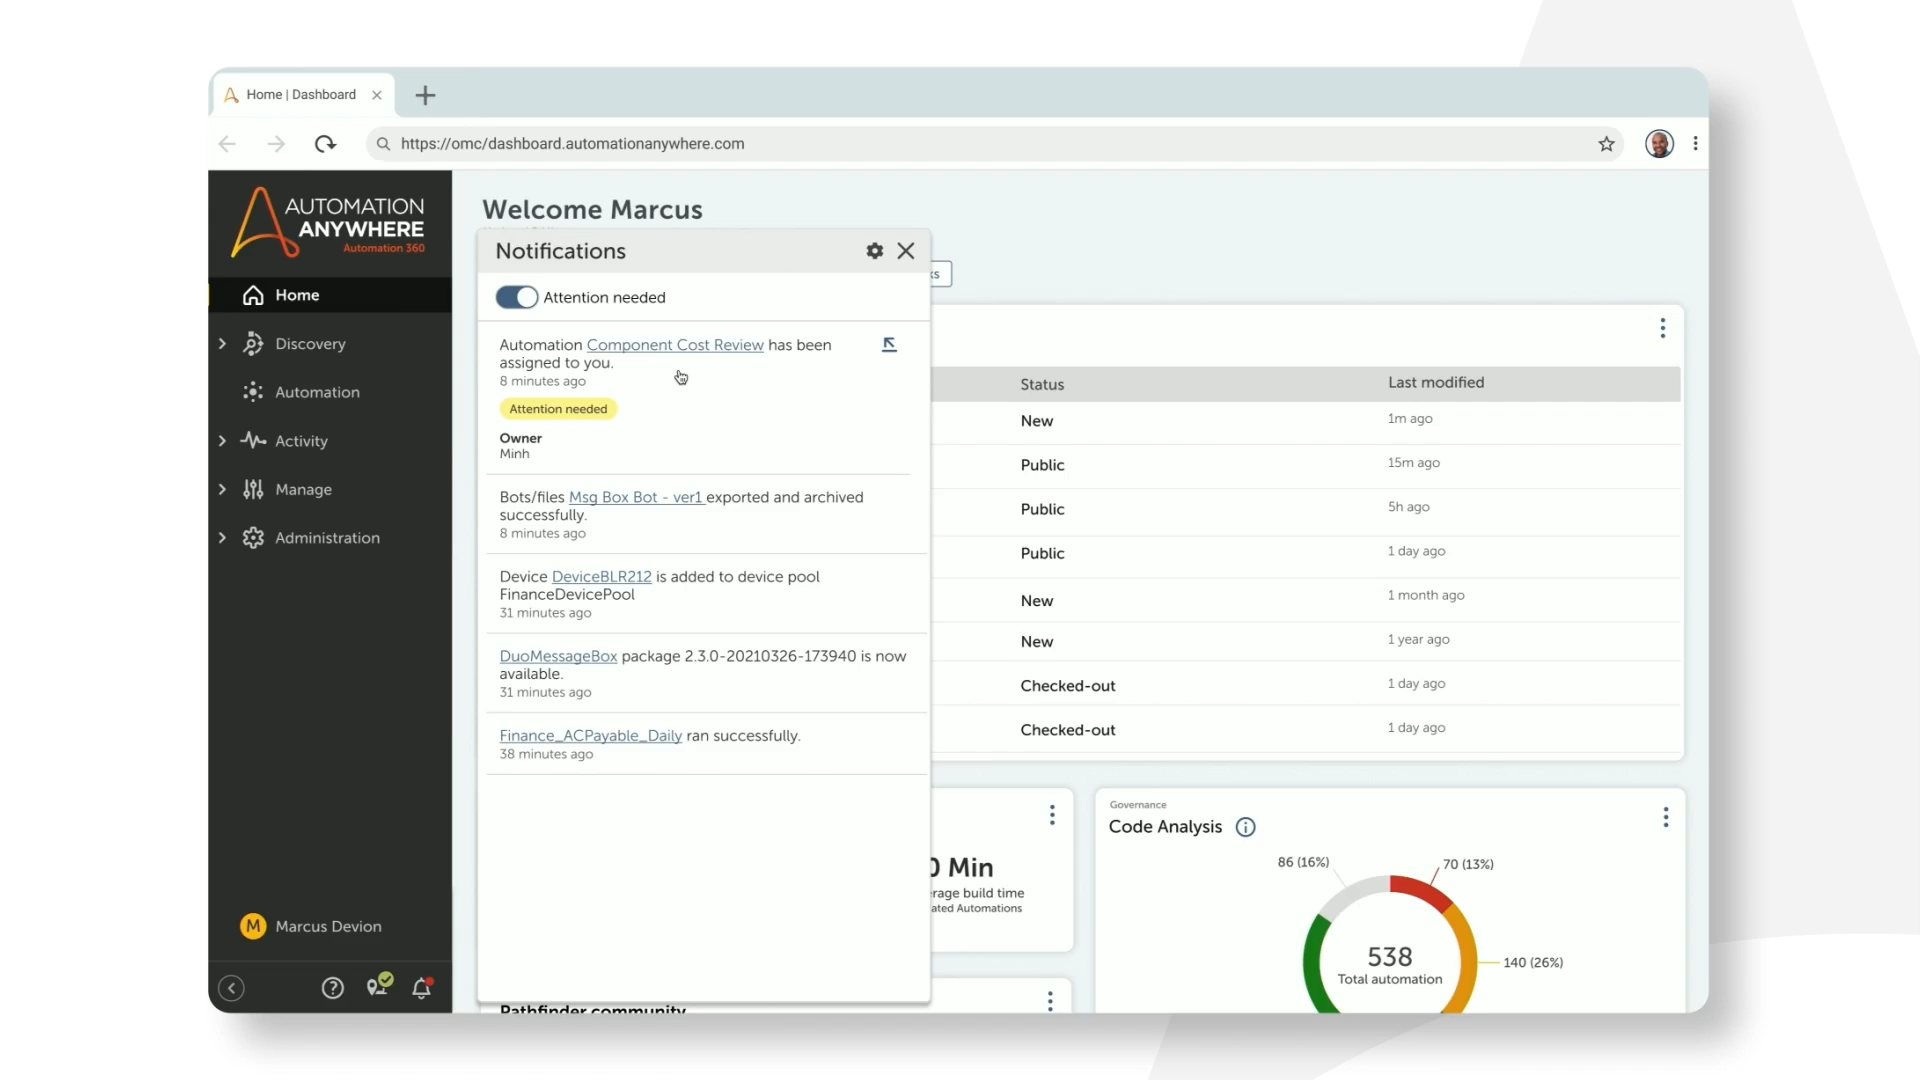 Home | Dashboard
https://omc/dashboard.automationanywhere.com
AUTOMATION
ANYWHERE
Automation 360
Home
Discovery
Automation
Activity
Manage
Administration
M Marcus Devion
Welcome Marcus
Notifications
Attention needed
Automation Component Cost Review has been
assigned to you.
8 minutes ago
Attention needed
Owner
Minh
Bots/files Msg Box Bot - ver1 exported and archived
successfully.
8 minutes ago
Device DeviceBLR212 is added to device pool
FinanceDevicePool
31 minutes ago
DuoMessageBox package 2.3.0-20210326-173940 is now
available.
31 minutes ago
Finance_ACPayable_Daily ran successfully.
38 minutes ago
Status Last modified
New 1m ago
Public 15m ago
Public 5h ago
Public 1 day ago
New 1 month ago
New 1 year ago
Checked-out 1 day ago
Checked-out 1 day ago
Min
build time
Automations
Pathfinder community
Governance
Code Analysis
86 (16%)
70 (13%)
140 (26%)
538
Total automation